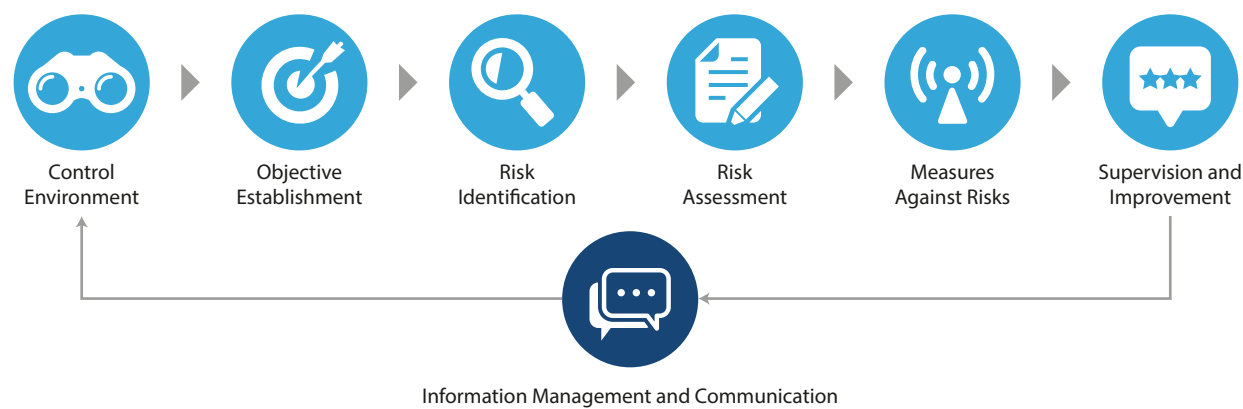 Control
Environment
Objective
Establishment
Risk
Identification
Risk
Assessment
Measures
Against Risks
Supervision and
Improvement
Information Management and Communication